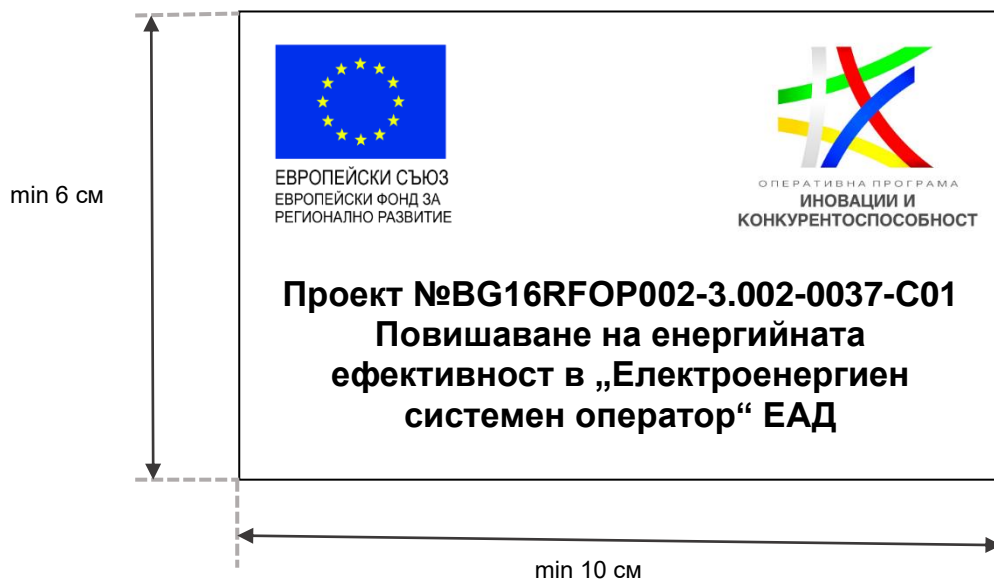 min 6 см
ЕВРОПЕЙСКИ СЪЮЗ
ЕВРОПЕЙСКИ ФОНД ЗА
РЕГИОНАЛНО РАЗВИТИЕ
ОПЕРАТИВНА ПРОГРАМА
ИНОВАЦИИ И
КОНКУРЕНТОСПОСОБНОСТ
Проект №BG16RFOP002-3.002-0037-C01
Повишаване на енергийната
ефективност в „Електроенергиен
системен оператор“ ЕАД
min 10 см